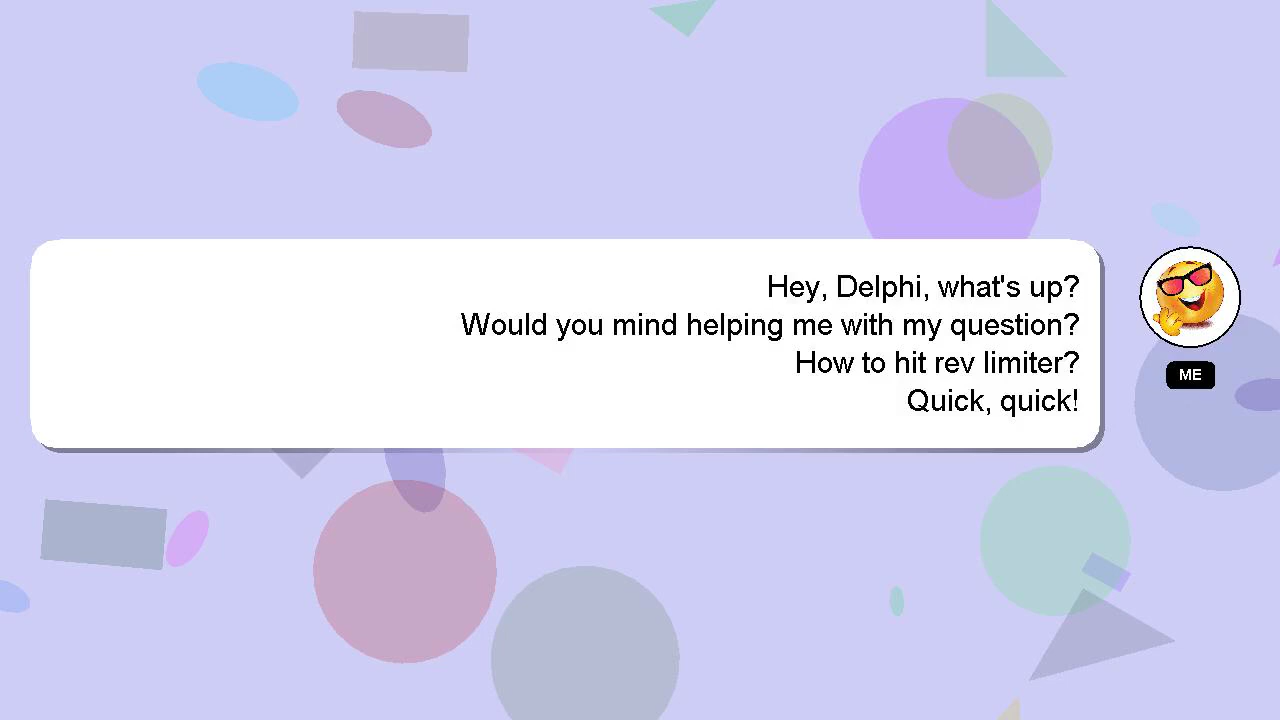 Hey, Delphi, what's up?
Would you mind helping me with my question?
How to hit rev limiter?
Quick, quick!
ME